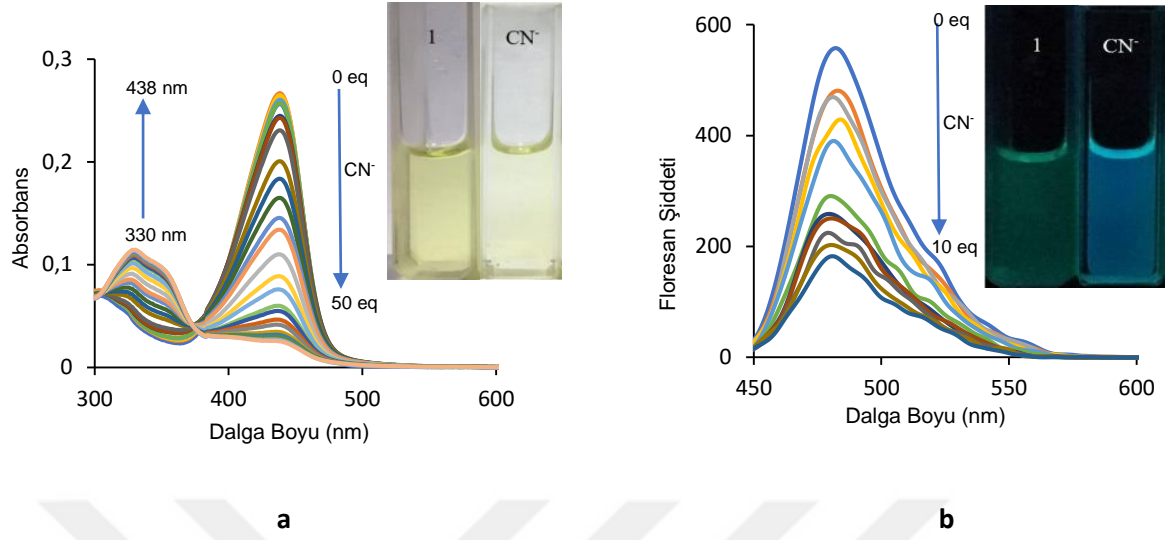 0,3
0,2
0,1
0
300
400
500
600
Absorbans
Dalga Boyu (nm)
438 nm
330 nm
0 eq
CN-
50 eq
1
CN-
a
600
400
200
0
450
500
550
600
Floresan Şiddeti
Dalga Boyu (nm)
0 eq
CN-
10 eq
1
CN-
b